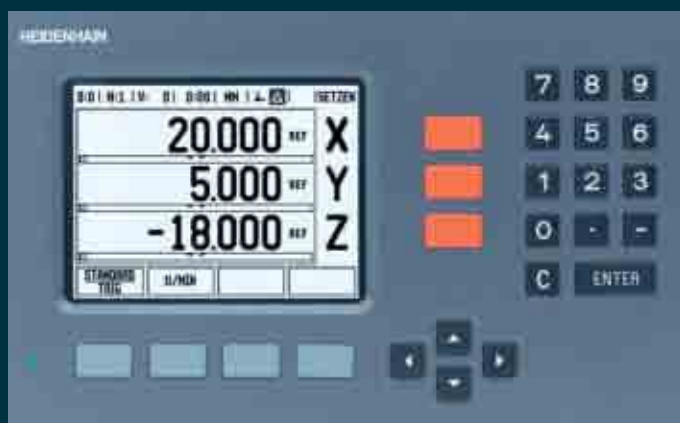 HEIDENHAIN
SETZEN
20.000 REF X
5.000 REF Y
-18.000 REF Z
STANDARD
U/MIN
7 8 9
4 5 6
1 2 3
0 . -
C ENTER